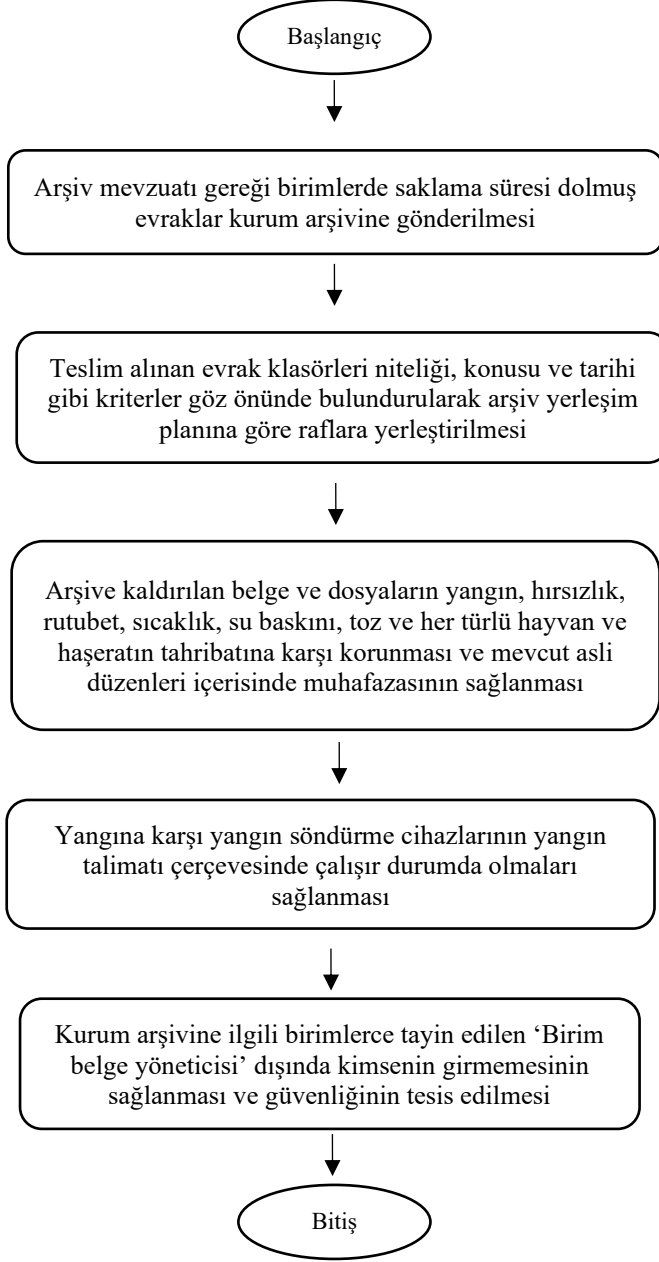 Başlangıç
Arşiv mevzuatı gereği birimlerde saklama süresi dolmuş
evraklar kurum arşivine gönderilmesi
Teslim alınan evrak klasörleri niteliği, konusu ve tarihi
gibi kriterler göz önünde bulundurularak arşiv yerleşim
planına göre raflara yerleştirilmesi
Arşive kaldırılan belge ve dosyaların yangın, hırsızlık,
rutubet, sıcaklık, su baskını, toz ve her türlü hayvan ve
haşeratın tahribatına karşı korunması ve mevcut asli
düzenleri içerisinde muhafazasının sağlanması
Yangına karşı yangın söndürme cihazlarının yangın
talimatı çerçevesinde çalışır durumda olmaları
sağlanması
Kurum arşivine ilgili birimlerce tayin edilen ‘Birim
belge yöneticisi’ dışında kimsenin girmemesinin
sağlanması ve güvenliğinin tesis edilmesi
Bitiş